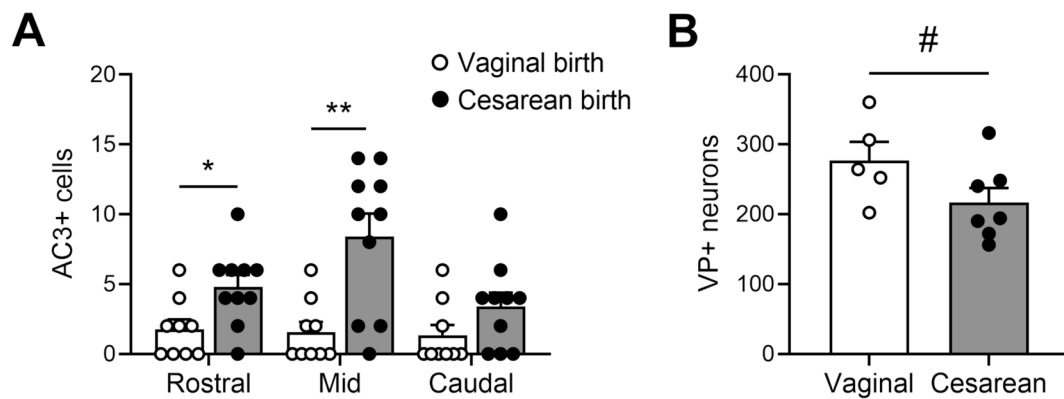 A
B
Vaginal birth
Cesarean birth
#
AC3+ cells
20
15
10
5
0
*
**
Rostral
Mid
Caudal
VP+ neurons
400
300
200
100
0
Vaginal
Cesarean